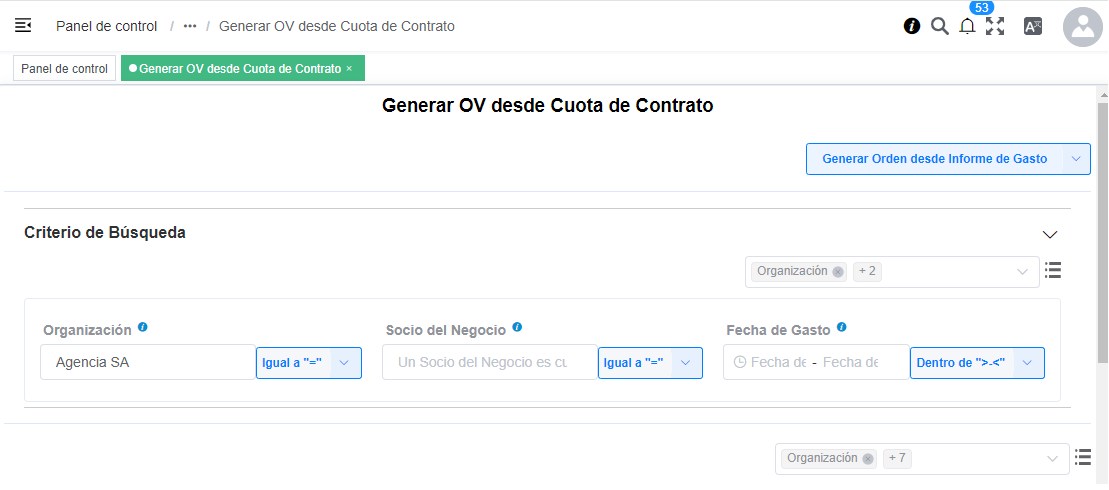 53
Panel de control / ··· / Generar OV desde Cuota de Contrato
Panel de control
Generar OV desde Cuota de Contrato ×
Generar OV desde Cuota de Contrato
Generar Orden desde Informe de Gasto
Criterio de Búsqueda
Organización + 2
Organización Socio del Negocio Fecha de Gasto
Agencia SA Igual a "=" Un Socio del Negocio es cu Igual a "=" Fecha de - Fecha de Dentro de ">-<"
Organización + 7